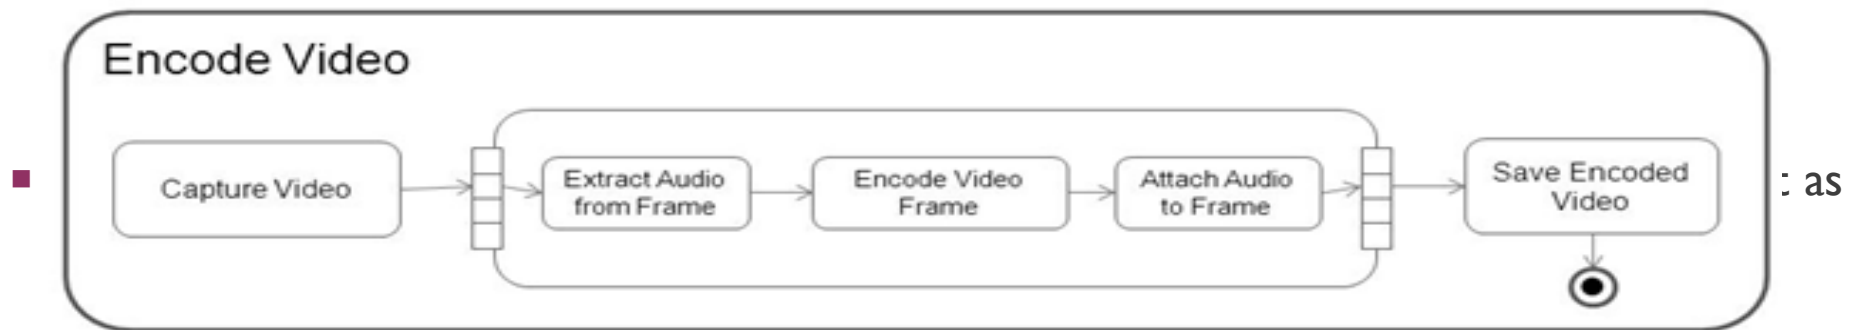 Encode Video
Capture Video
Extract Audio
from Frame
Encode Video
Frame
Attach Audio
to Frame
Save Encoded
Video
as